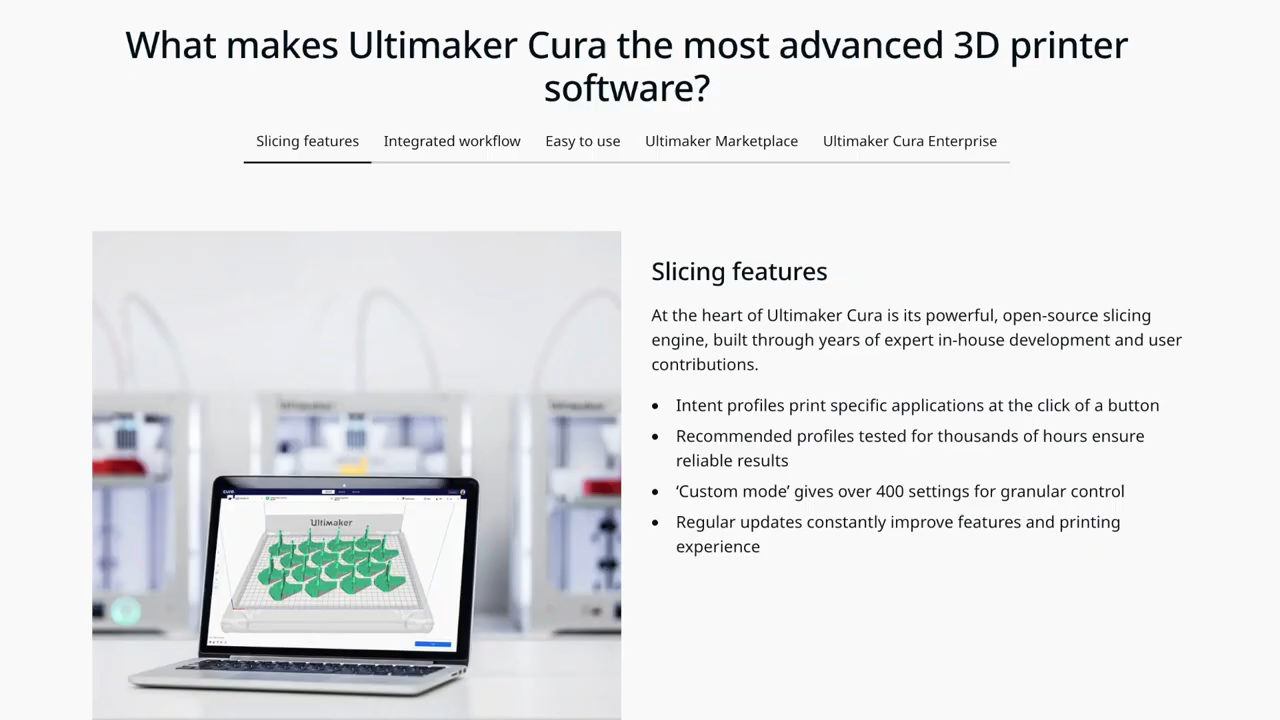 What makes Ultimaker Cura the most advanced 3D printer
software?
Slicing features
Integrated workflow
Easy to use
Ultimaker Marketplace
Ultimaker Cura Enterprise
Slicing features
At the heart of Ultimaker Cura is its powerful, open-source slicing
engine, built through years of expert in-house development and user
contributions.
• Intent profiles print specific applications at the click of a button
• Recommended profiles tested for thousands of hours ensure
reliable results
• ‘Custom mode’ gives over 400 settings for granular control
• Regular updates constantly improve features and printing
experience
cura
Ultimaker